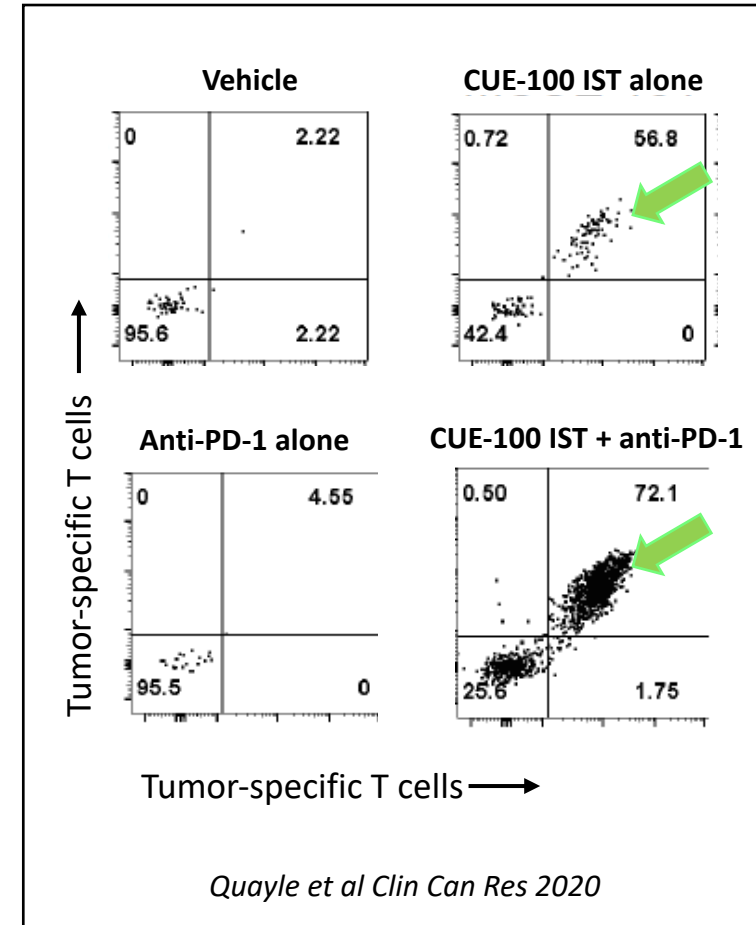 Vehicle
CUE-100 IST alone
0 2.22
0.72 56.8
95.6 2.22
42.4 0
Anti-PD-1 alone
CUE-100 IST + anti-PD-1
0 4.55
0.50 72.1
95.5 0
25.6 1.75
Tumor-specific T cells
Tumor-specific T cells
Quayle et al Clin Can Res 2020